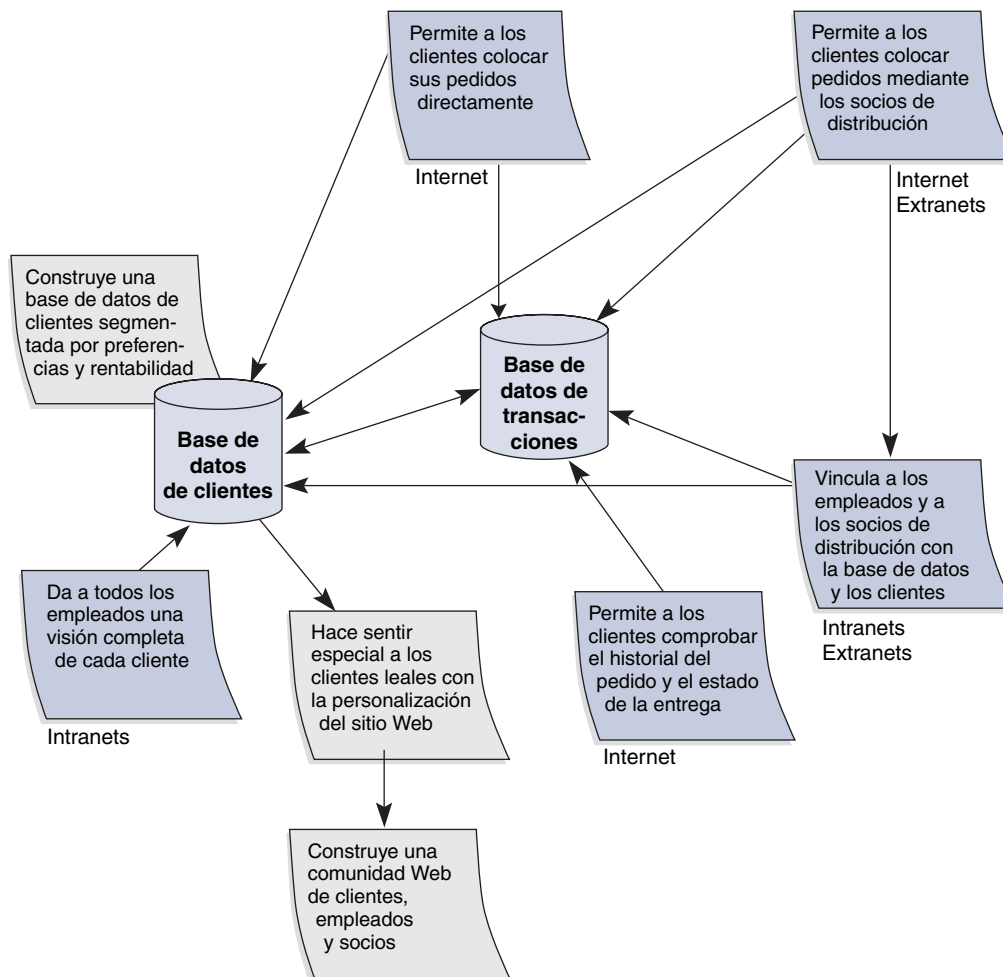 Permite a los
clientes colocar
sus pedidos
directamente
Internet
Permite a los
clientes colocar
pedidos mediante
los socios de
distribución
Internet
Extranets
Construye una
base de datos de
clientes segmen-
tada por preferen-
cias y rentabilidad
Base de
datos
de clientes
Base de
datos de
transac-
ciones
Vincula a los
empleados y a
los socios de
distribución con
la base de datos
y los clientes
Intranets
Extranets
Da a todos los
empleados una
visión completa
de cada cliente
Intranets
Hace sentir
especial a los
clientes leales con
la personalización
del sitio Web
Permite a los
clientes comprobar
el historial del
pedido y el estado
de la entrega
Internet
Construye una
comunidad Web
de clientes,
empleados
y socios